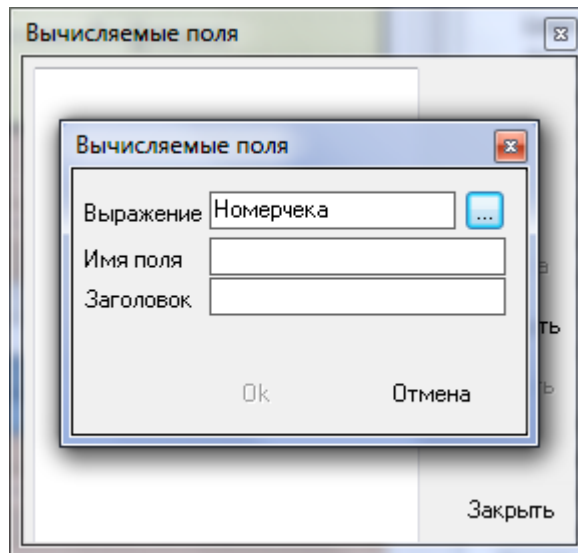 Вычисляемые поля
Вычисляемые поля
Выражение Номерчека ...
Имя поля
Заголовок
Ok Отмена
Закрыть